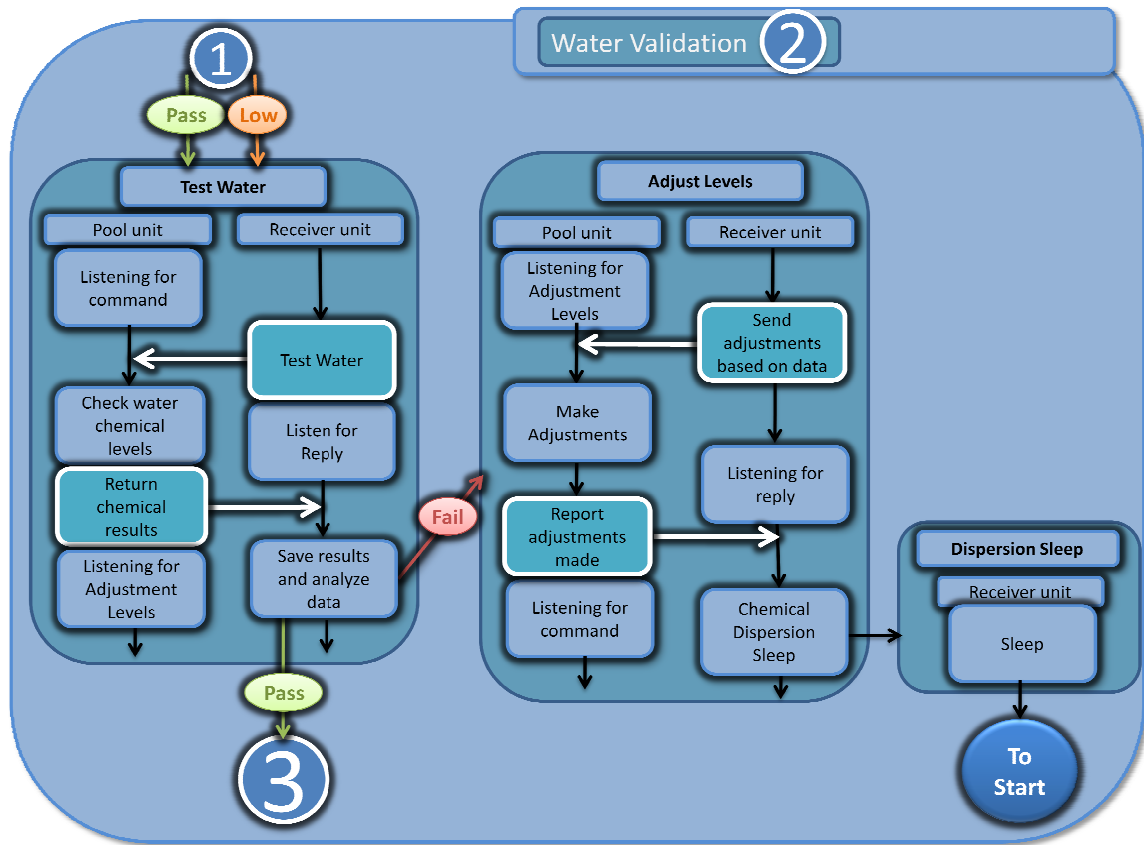 Water Validation 2
1
Pass
Low
Test Water
Pool unit
Receiver unit
Listening for
command
Test Water
Check water
chemical
levels
Listen for
Reply
Return
chemical
results
Save results
and analyze
data
Listening for
Adjustment
Levels
Pass
3
Fail
Adjust Levels
Pool unit
Receiver unit
Listening for
Adjustment
Levels
Send
adjustments
based on data
Make
Adjustments
Listening for
reply
Report
adjustments
made
Listening for
command
Chemical
Dispersion
Sleep
Dispersion Sleep
Receiver unit
Sleep
To
Start